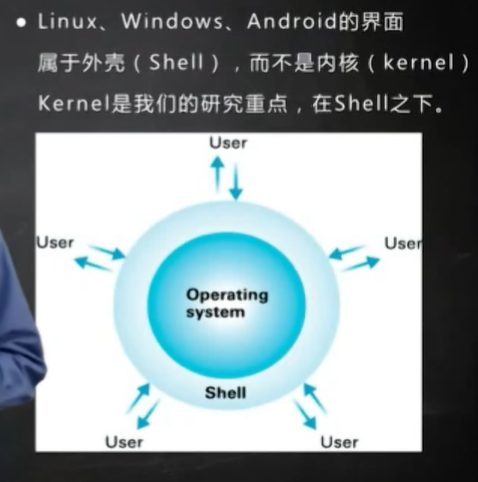 ● Linux、Windows、Android的界面
属于外壳（Shell），而不是内核（kernel）
Kernel是我们的研究重点，在Shell之下。
User
User
User
Operating
system
Shell
User
User